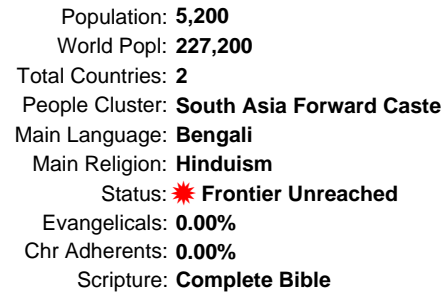 Population: 5,200
World Popl: 227,200
Total Countries: 2
People Cluster: South Asia Forward Caste
Main Language: Bengali
Main Religion: Hinduism
Status: Frontier Unreached
Evangelicals: 0.00%
Chr Adherents: 0.00%
Scripture: Complete Bible